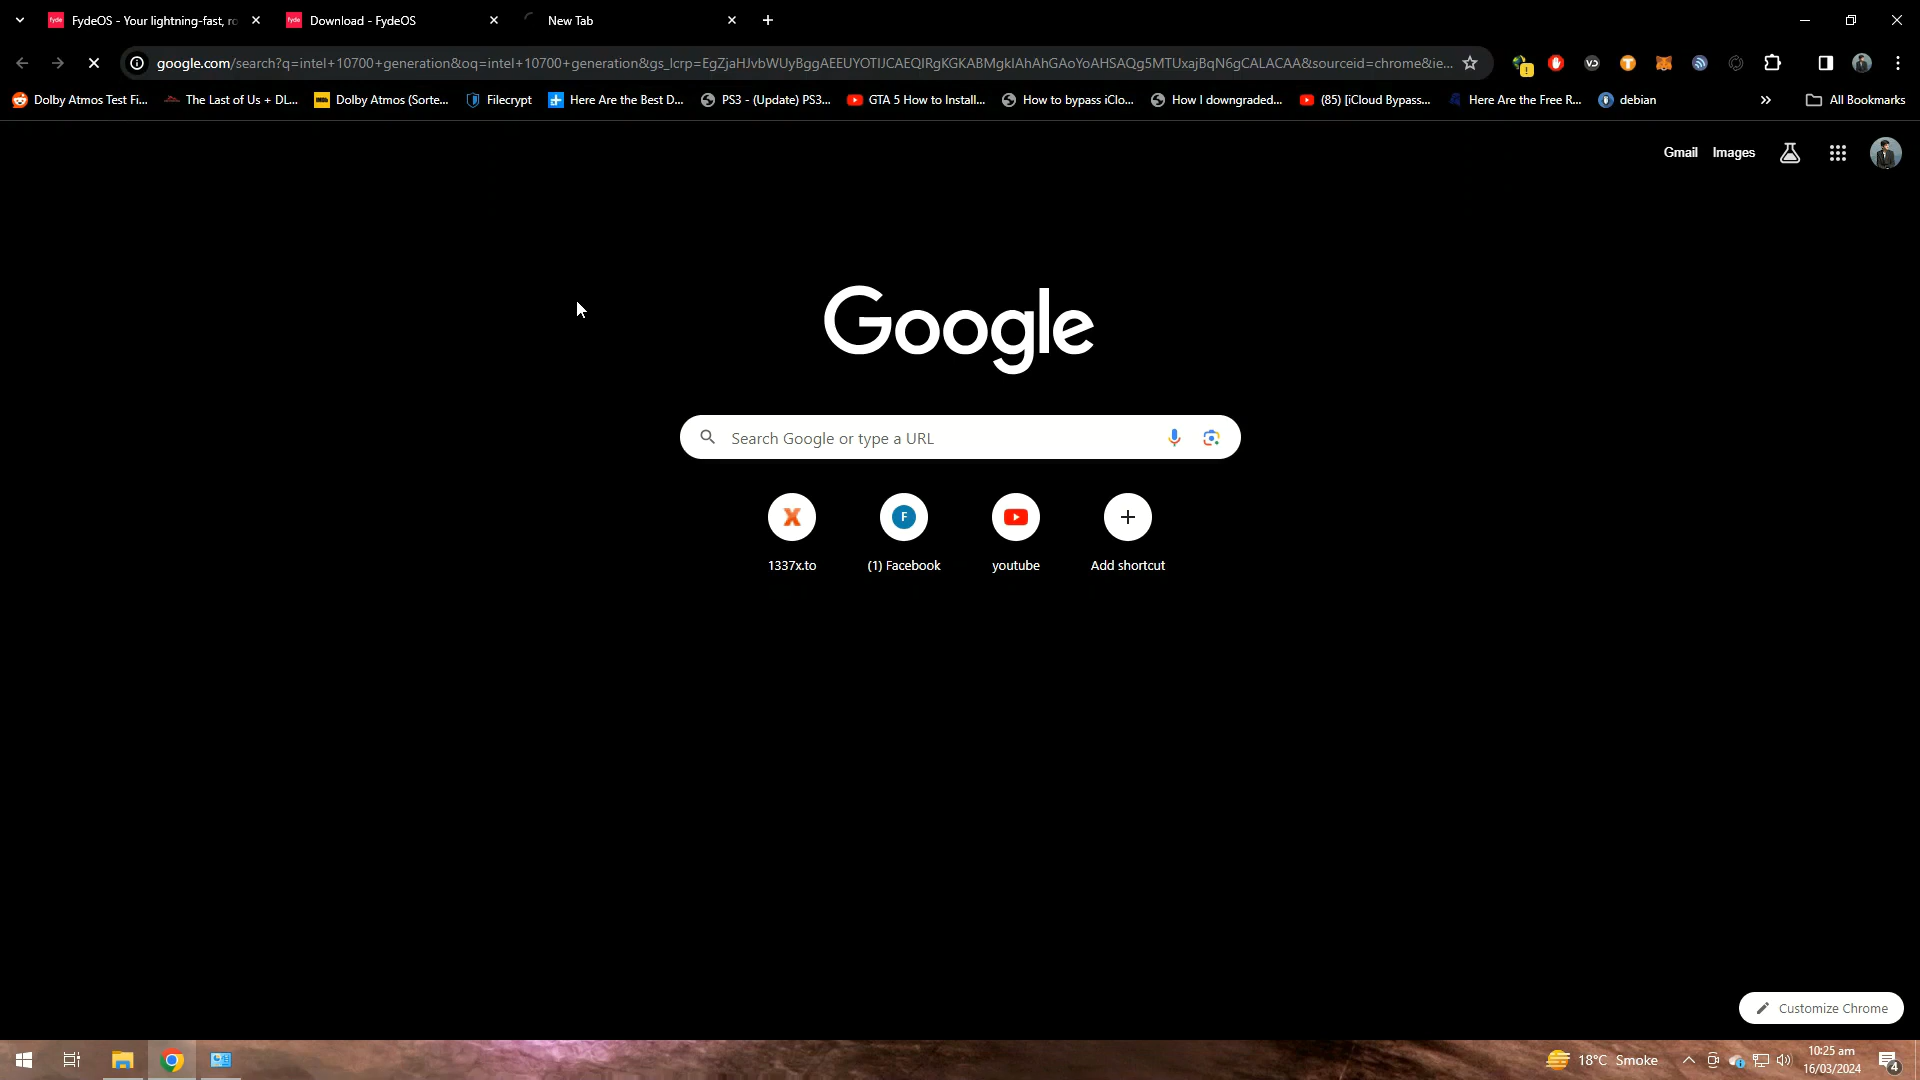 FydeOS - Your lightning-fast, ro
Download - FydeOS
New Tab
google.com/search?q=intel+10700+generation&oq=intel+10700+generation&gs_lcrp=EgZjaHJvbWUyBggAEEUYOTIJCAEQIRgKGKABMgkIAhAhGAoYoAHSAQg5MTUxajBqN6gCALACAA&sourceid=chrome&ie...
Dolby Atmos Test Fi...
The Last of Us + DL...
Dolby Atmos (Sorte...
Filecrypt
Here Are the Best D...
PS3 - (Update) PS3...
GTA 5 How to Install...
How to bypass iClo...
How I downgraded...
(85) [iCloud Bypass...
Here Are the Free R...
debian
All Bookmarks
Gmail
Images
Google
Search Google or type a URL
1337x.to
(1) Facebook
youtube
Add shortcut
Customize Chrome
18°C Smoke
10:25 am
16/03/2024
4